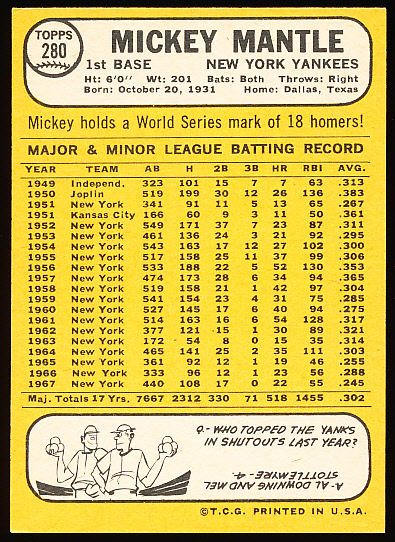 TOPPS
280
MICKEY MANTLE
1st BASE NEW YORK YANKEES
Ht: 6'0" Wt: 201 Bats: Both Throws: Right
Born: October 20, 1931 Home: Dallas, Texas
Mickey holds a World Series mark of 18 homers!
MAJOR & MINOR LEAGUE BATTING RECORD
YEAR TEAM AB H 2B 3B HR RBI AVG.
1949 Independ. 323 101 15 7 7 63 .313
1950 Joplin 519 199 30 12 26 136 .383
1951 New York 341 91 11 5 13 65 .267
1951 Kansas City 166 60 9 3 11 50 .361
1952 New York 549 171 37 7 23 87 .311
1953 New York 461 136 24 3 21 92 .295
1954 New York 543 163 17 12 27 102 .300
1955 New York 517 158 25 11 37 99 .306
1956 New York 533 188 22 5 52 130 .353
1957 New York 474 173 28 6 34 94 .365
1958 New York 519 158 21 1 42 97 .304
1959 New York 541 154 23 4 31 75 .285
1960 New York 527 145 17 6 40 94 .275
1961 New York 514 163 16 6 54 128 .317
1962 New York 377 121 15 1 30 89 .321
1963 New York 172 54 8 0 15 35 .314
1964 New York 465 141 25 2 35 111 .303
1965 New York 361 92 12 1 19 46 .255
1966 New York 333 96 12 1 23 56 .288
1967 New York 440 108 17 0 22 55 .245
Maj. Totals 17 Yrs. 7667 2312 330 71 518 1455 .302
Q-WHO TOPPED THE YANKS
IN SHUTOUTS LAST YEAR?
A-AL DOWNING AND MEL
STOTTLEMYRE-4.
©T.C.G. PRINTED IN U.S.A.